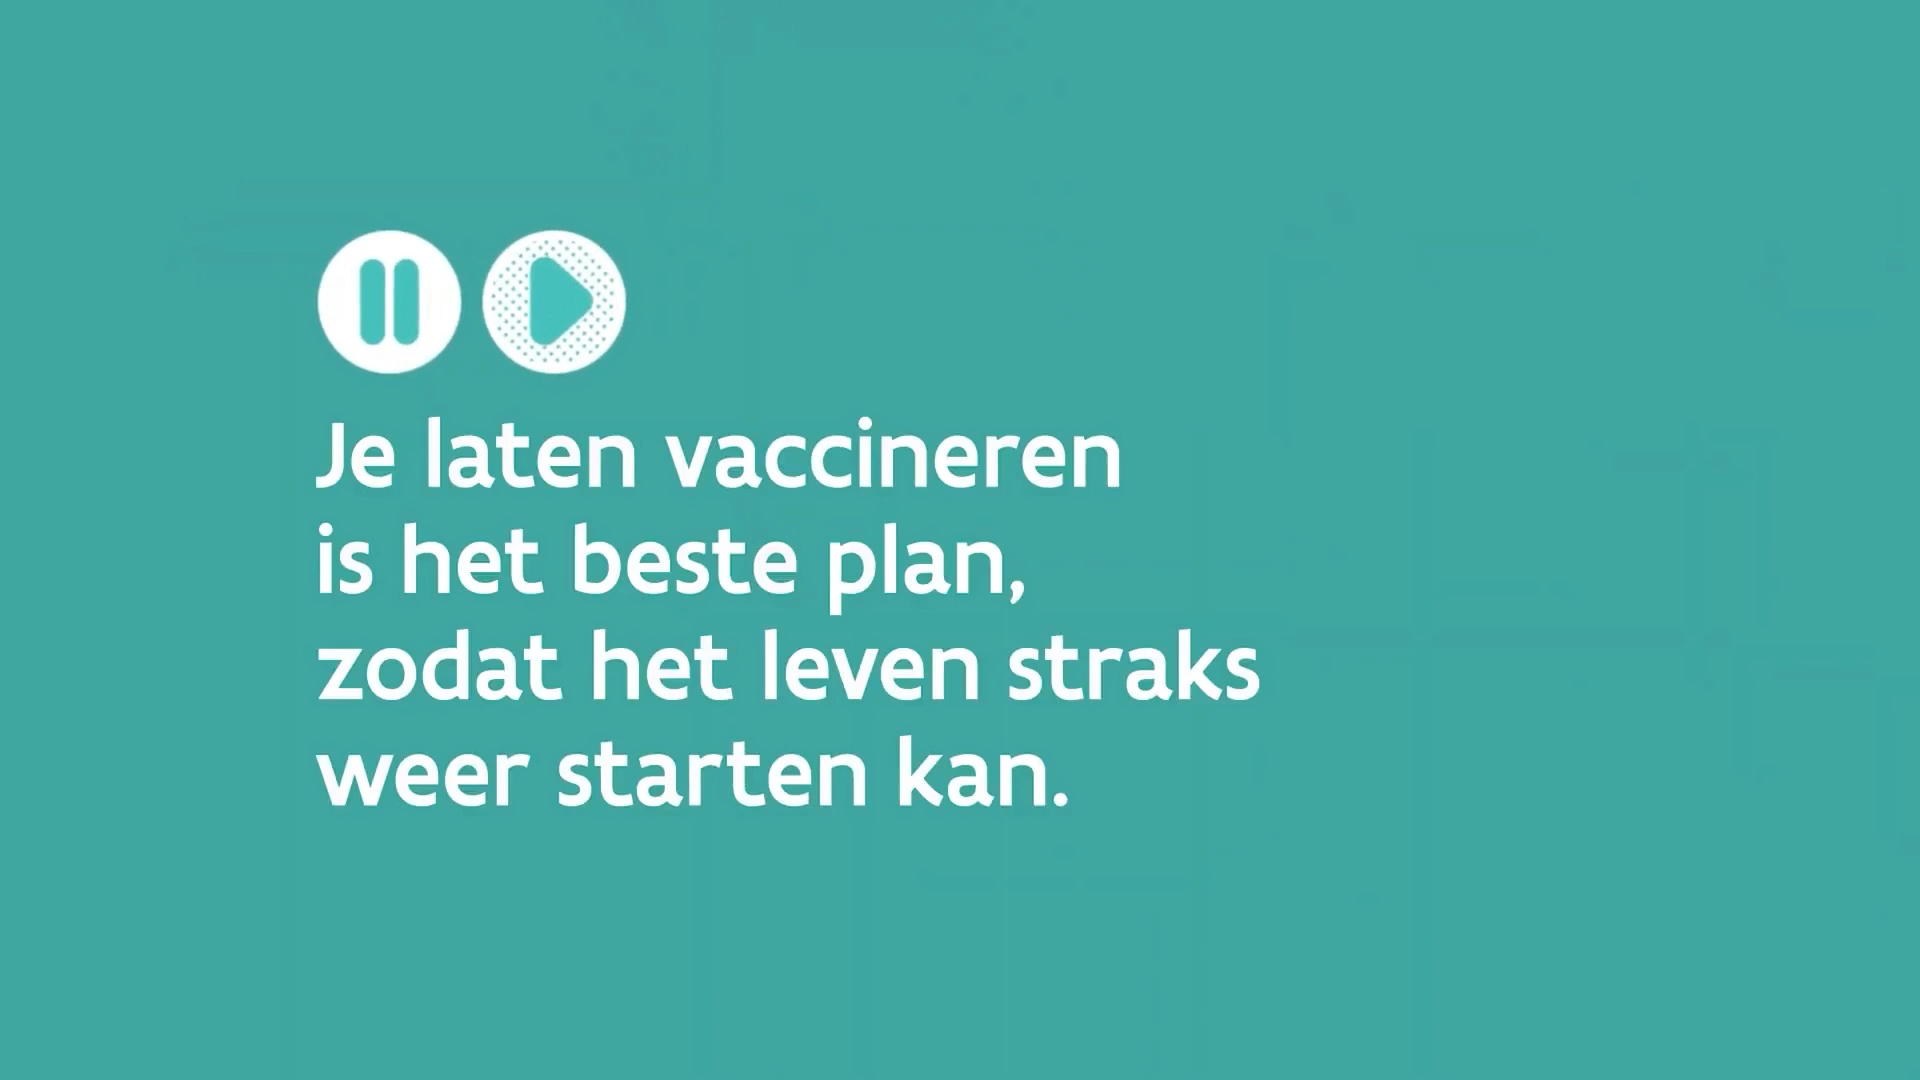 Je laten vaccineren
is het beste plan,
zodat het leven straks
weer starten kan.